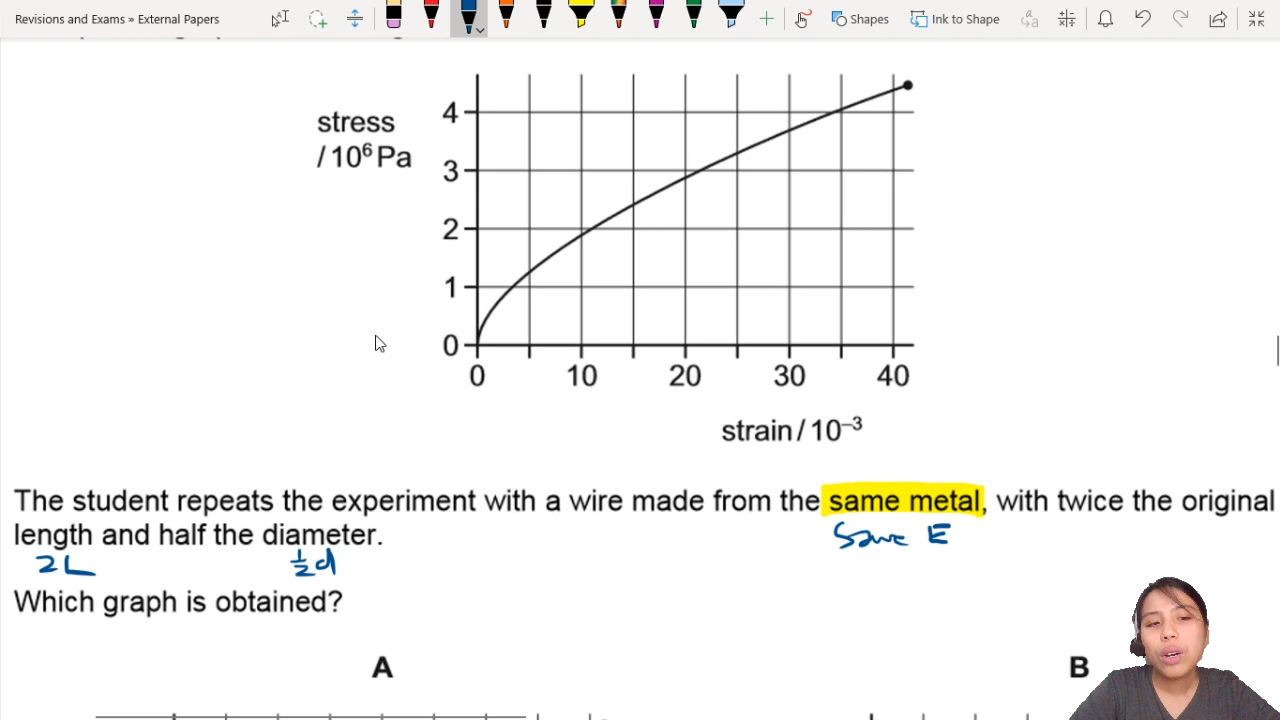 Revisions and Exams » External Papers
Shapes
Ink to Shape
stress
/ 10⁶ Pa
4
3
2
1
0
0 10 20 30 40
strain / 10⁻³
The student repeats the experiment with a wire made from the same metal, with twice the original
length and half the diameter.
same E
2L ½d
Which graph is obtained?
A B